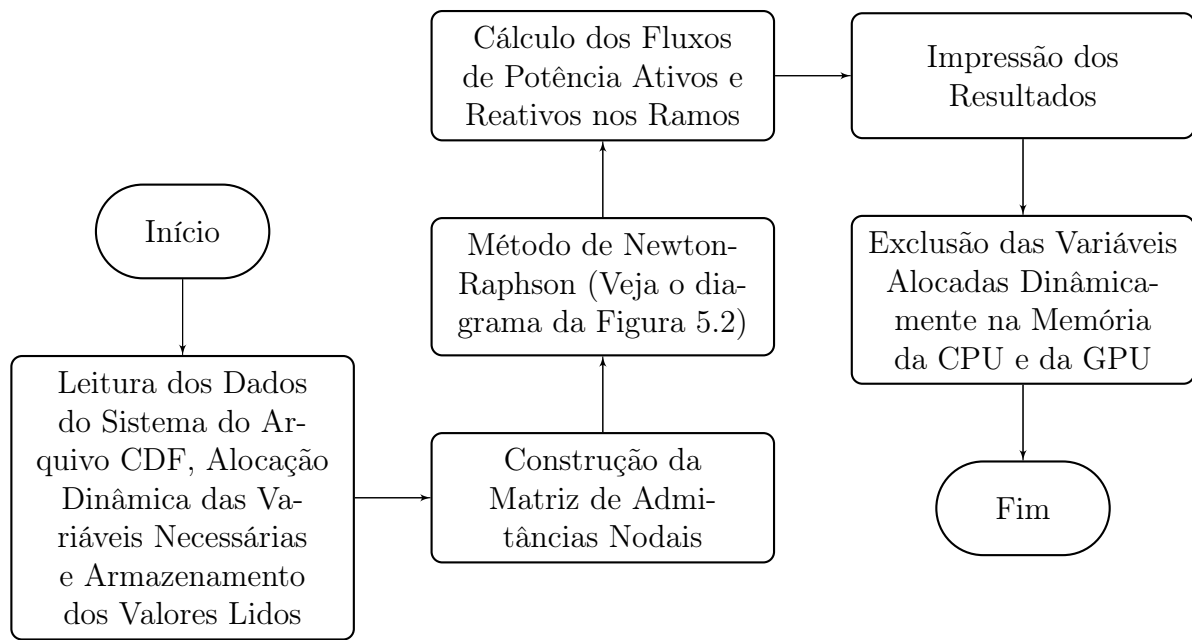 Início
Leitura dos Dados
do Sistema do Ar-
quivo CDF, Alocação
Dinâmica das Va-
riáveis Necessárias
e Armazenamento
dos Valores Lidos
Construção da
Matriz de Admi-
tâncias Nodais
Método de Newton-
Raphson (Veja o dia-
grama da Figura 5.2)
Cálculo dos Fluxos
de Potência Ativos e
Reativos nos Ramos
Impressão dos
Resultados
Exclusão das Variáveis
Alocadas Dinâmica-
mente na Memória
da CPU e da GPU
Fim